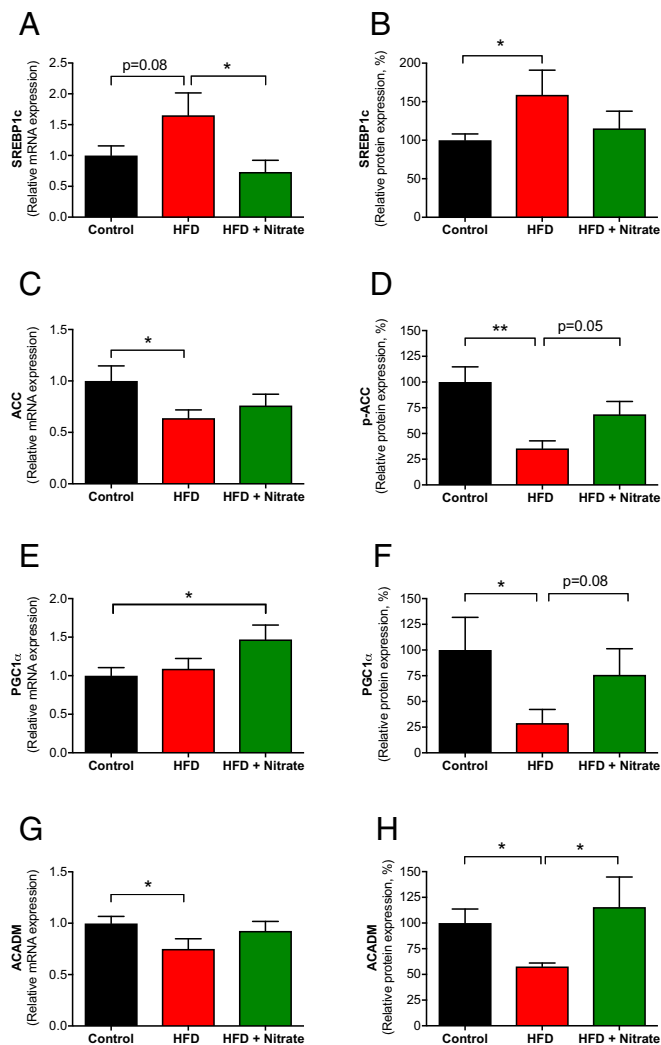 A
SREBP1c
(Relative mRNA expression)
2.5
2.0
1.5
1.0
0.5
0.0
p=0.08
*
Control HFD HFD + Nitrate
B
SREBP1c
(Relative protein expression, %)
200
150
100
50
0
*
Control HFD HFD + Nitrate
C
ACC
(Relative mRNA expression)
1.5
1.0
0.5
0.0
*
Control HFD HFD + Nitrate
D
p-ACC
(Relative protein expression, %)
150
125
100
75
50
25
0
**
p=0.05
Control HFD HFD + Nitrate
E
PGC1α
(Relative mRNA expression)
2.0
1.5
1.0
0.5
0.0
*
Control HFD HFD + Nitrate
F
PGC1α
(Relative protein expression, %)
150
125
100
75
50
25
0
*
p=0.08
Control HFD HFD + Nitrate
G
ACADM
(Relative mRNA expression)
1.5
1.0
0.5
0.0
*
Control HFD HFD + Nitrate
H
ACADM
(Relative protein expression, %)
150
125
100
75
50
25
0
*
*
Control HFD HFD + Nitrate